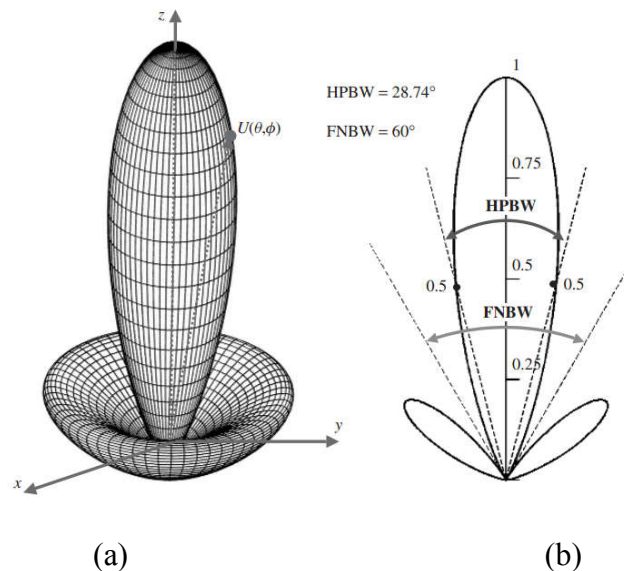 z
U(θ,ϕ)
y
x
(a)
HPBW = 28.74°
FNBW = 60°
1
0.75
HPBW
0.5
0.5
0.5
FNBW
0.25
(b)